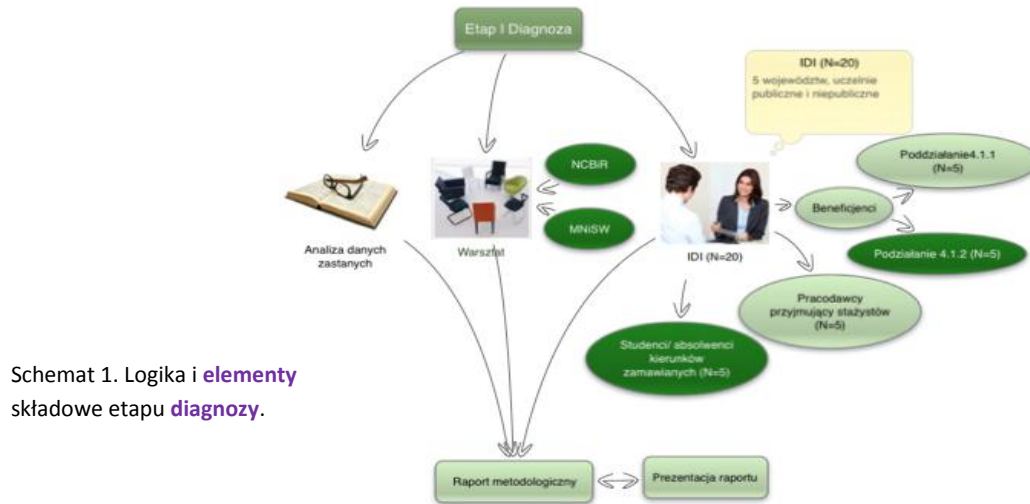 Etap I Diagnoza
IDI (N=20)
5 województw, uczelnie
publiczne i niepubliczne
NCBiR
MNiSW
Poddziałanie4.1.1
(N=5)
Beneficjenci
Podziałanie 4.1.2 (N=5)
Analiza danych
zastanych
Warsztat
IDI (N=20)
Pracodawcy
przyjmujący stażystów
(N=5)
Studenci/ absolwenci
kierunków
zamawianych (N=5)
Schemat 1. Logika i elementy
składowe etapu diagnozy.
Raport metodologiczny
Prezentacja raportu